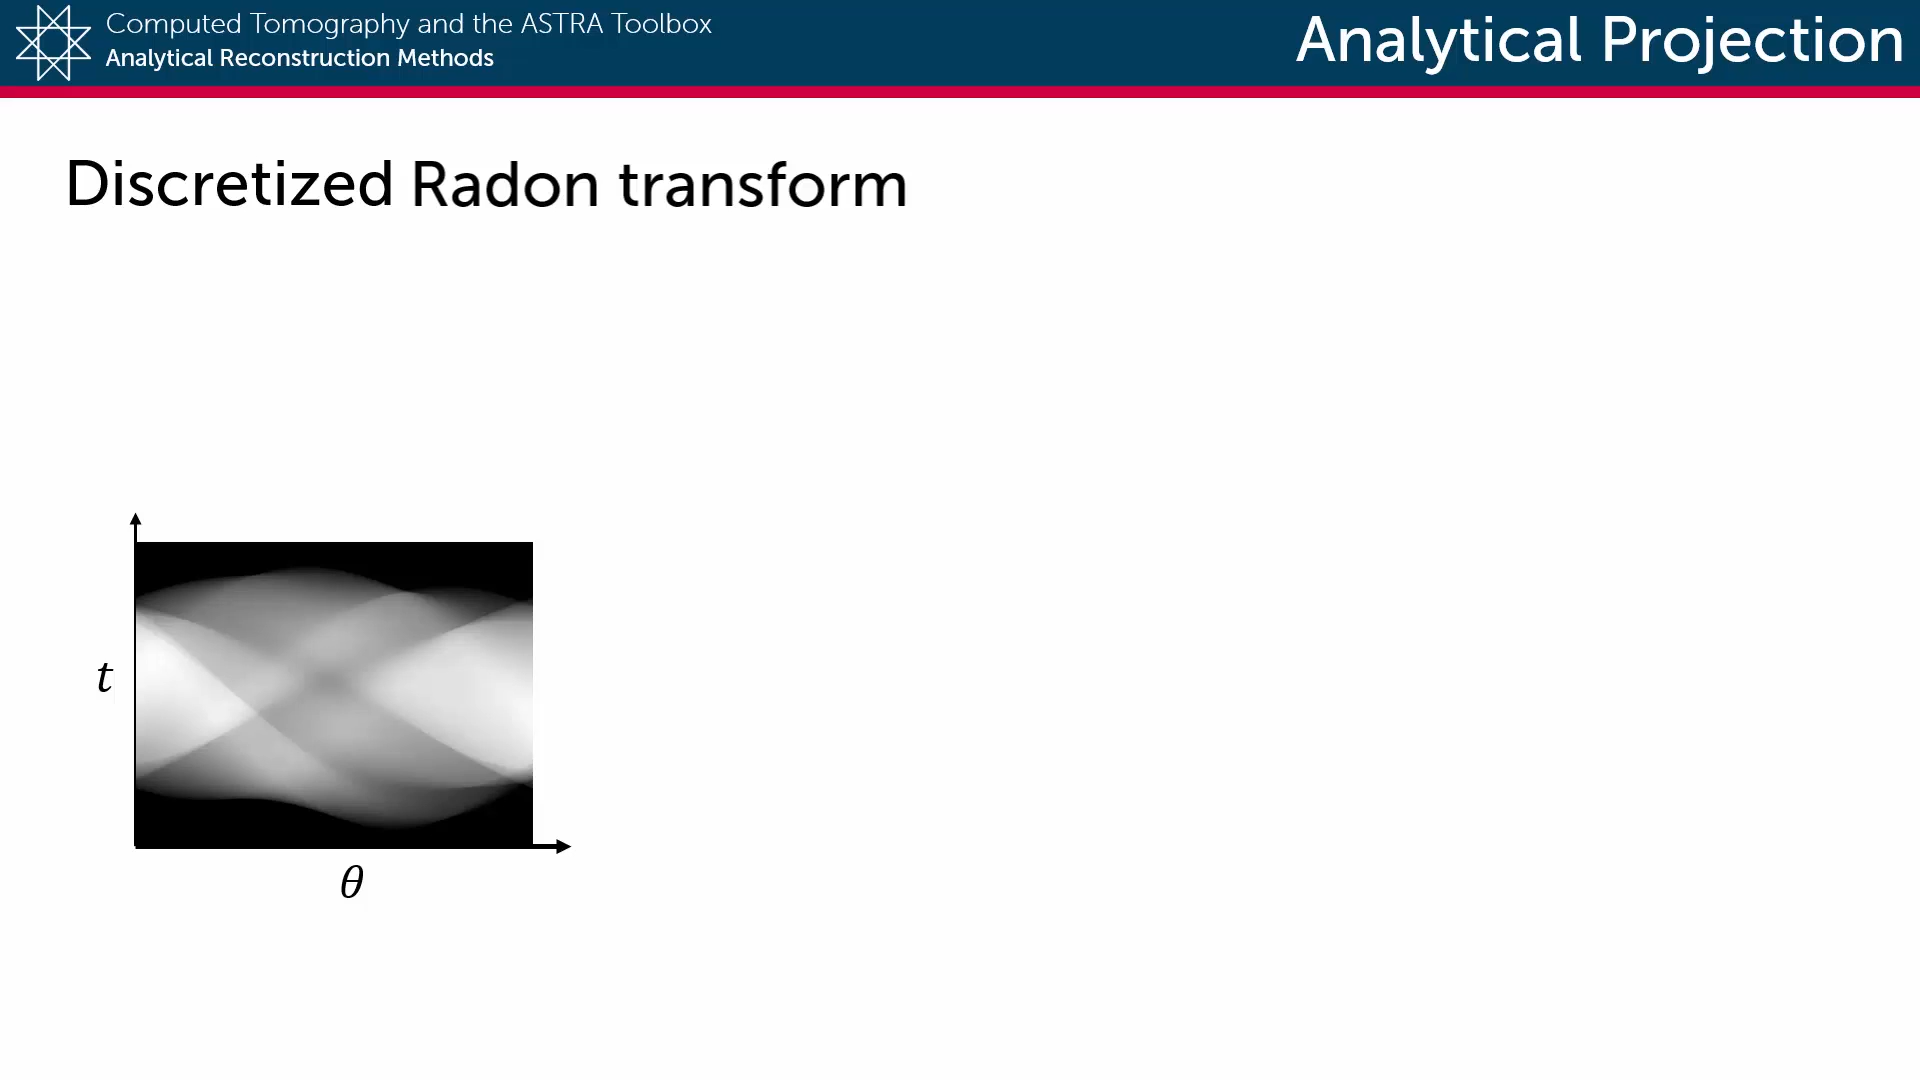 Computed Tomography and the ASTRA Toolbox
Analytical Reconstruction Methods
Analytical Projection
Discretized Radon transform
t
θ